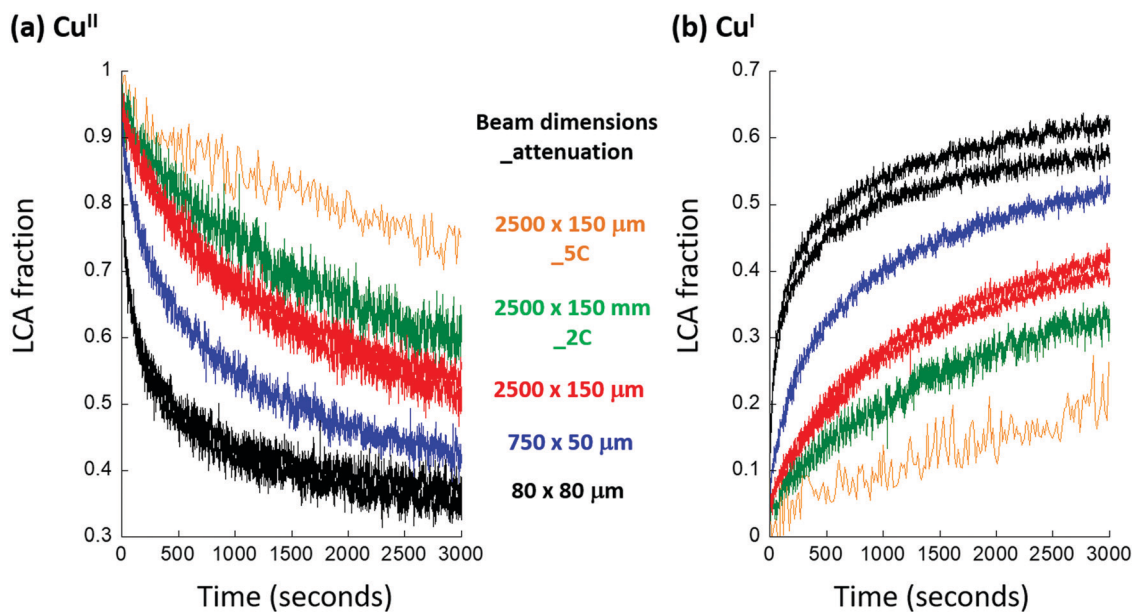 (a) Cu^II
1
0.9
0.8
0.7
0.6
0.5
0.4
0.3
LCA fraction
0 500 1000 1500 2000 2500 3000
Time (seconds)
Beam dimensions
_attenuation
2500 x 150 μm
_5C
2500 x 150 mm
_2C
2500 x 150 μm
750 x 50 μm
80 x 80 μm
(b) Cu^I
0.7
0.6
0.5
0.4
0.3
0.2
0.1
0
LCA fraction
0 500 1000 1500 2000 2500 3000
Time (seconds)